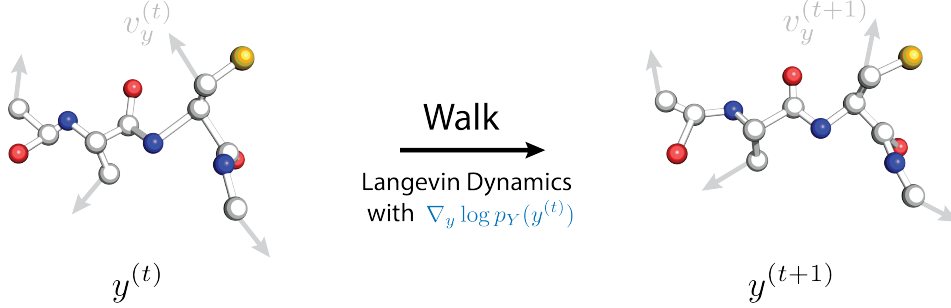 v_y^{(t)}
v_y^{(t+1)}
Walk
Langevin Dynamics
with ∇_y log p_Y(y^{(t)})
y^{(t)}
y^{(t+1)}